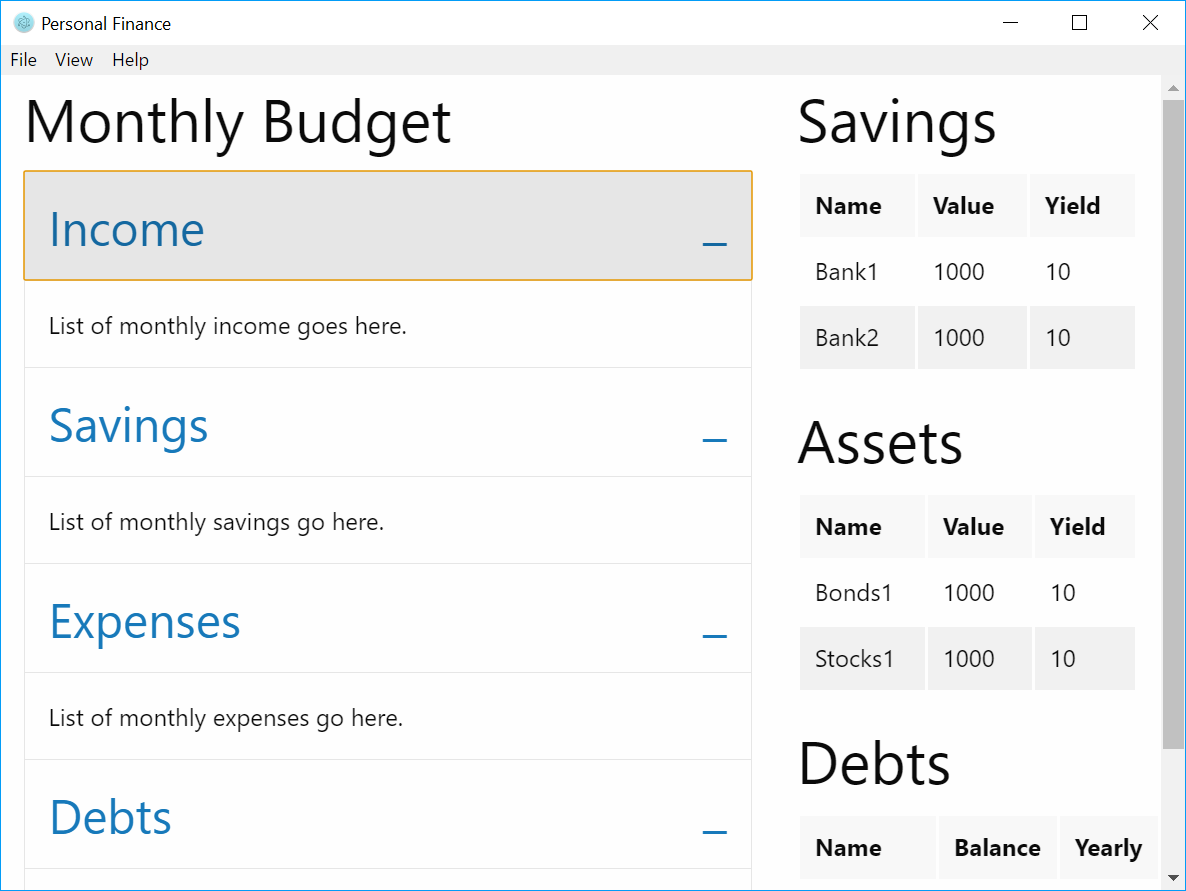 Personal Finance
File View Help
Monthly Budget
Income
List of monthly income goes here.
Savings
List of monthly savings go here.
Expenses
List of monthly expenses go here.
Debts
Savings
Name Value Yield
Bank1 1000 10
Bank2 1000 10
Assets
Name Value Yield
Bonds1 1000 10
Stocks1 1000 10
Debts
Name Balance Yearly